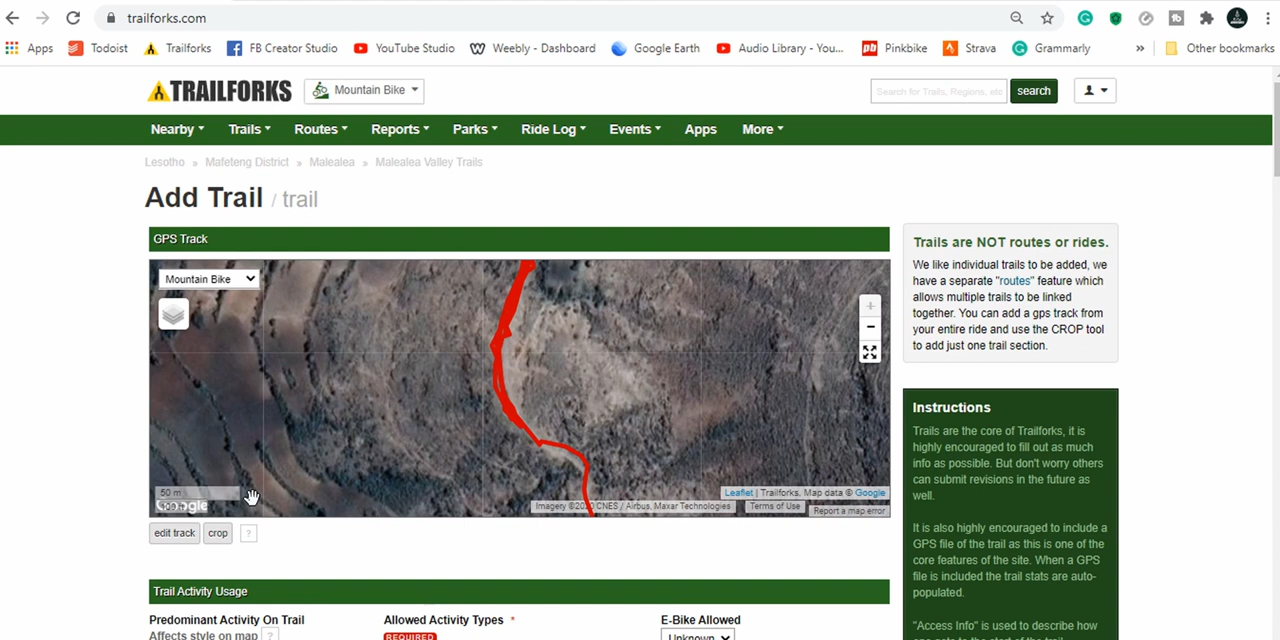 trailforks.com
Apps Todoist Trailforks FB Creator Studio YouTube Studio Weebly - Dashboard Google Earth Audio Library - You... Pinkbike Strava Grammarly » Other bookmarks
TRAILFORKS Mountain Bike Search for Trails, Regions, etc search
Nearby Trails Routes Reports Parks Ride Log Events Apps More
Lesotho » Mafeteng District » Malealea » Malealea Valley Trails
Add Trail / trail
GPS Track
Mountain Bike
+
−
50 m
Google
Leaflet | Trailforks, Map data © Google
Imagery ©2020 CNES / Airbus, Maxar Technologies Terms of Use Report a map error
edit track crop ?
Trail Activity Usage
Predominant Activity On Trail Allowed Activity Types * E-Bike Allowed
Affects style on map ? REQUIRED Unknown
Trails are NOT routes or rides.
We like individual trails to be added, we
have a separate "routes" feature which
allows multiple trails to be linked
together. You can add a gps track from
your entire ride and use the CROP tool
to add just one trail section.
Instructions
Trails are the core of Trailforks, it is
highly encouraged to fill out as much
info as possible. But don't worry others
can submit revisions in the future as
well.
It is also highly encouraged to include a
GPS file of the trail as this is one of the
core features of the site. When a GPS
file is included the trail stats are auto-
populated.
"Access Info" is used to describe how